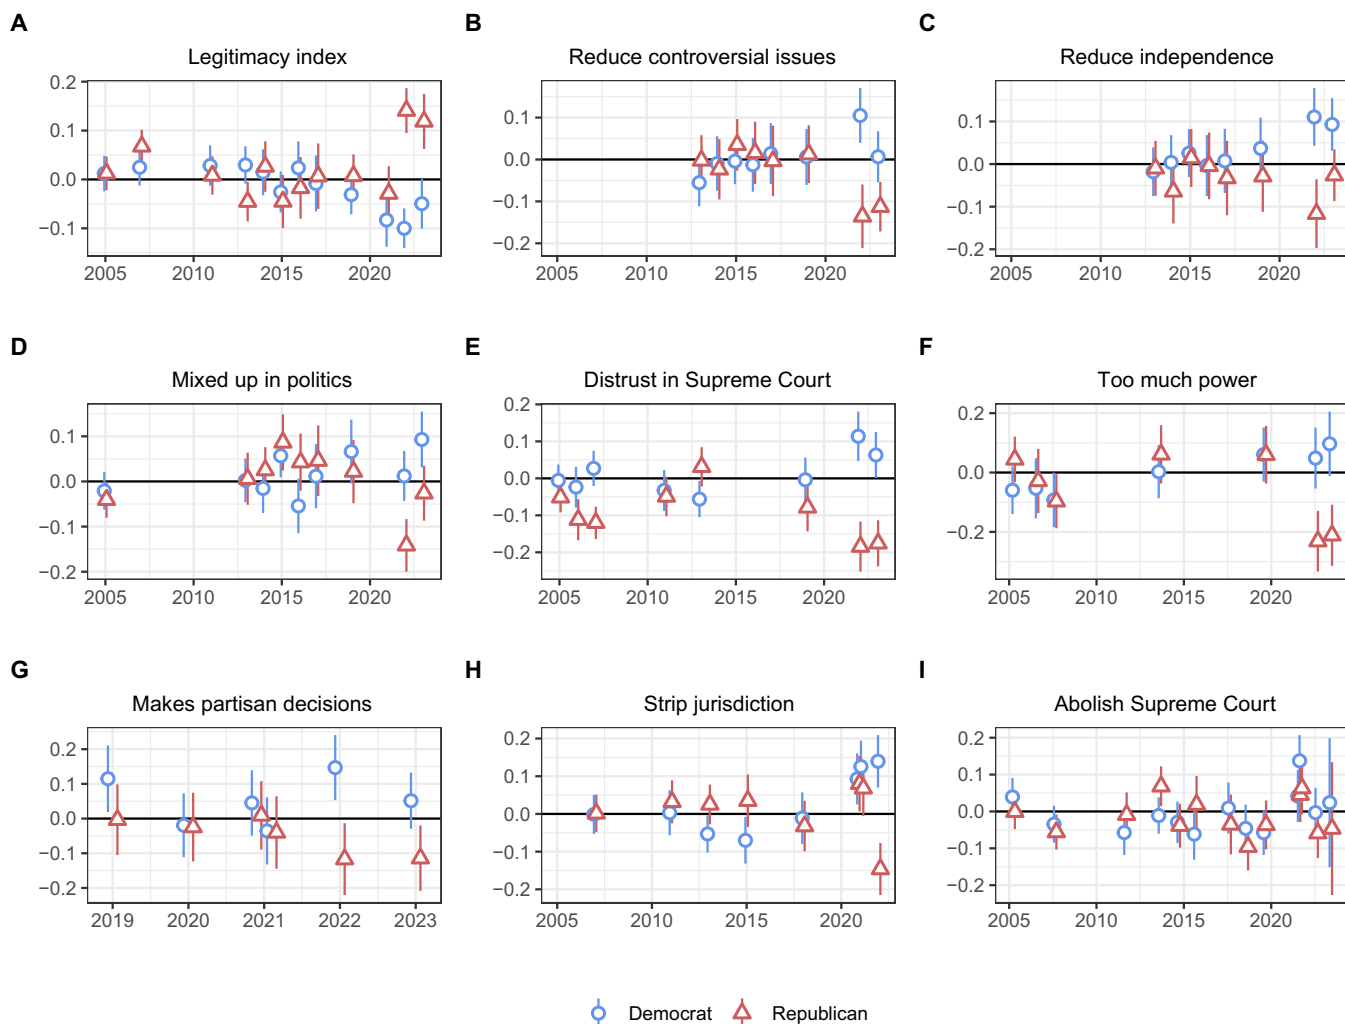 A
Legitimacy index
0.2
0.1
0.0
−0.1
2005 2010 2015 2020
B
Reduce controversial issues
0.1
0.0
−0.1
−0.2
2005 2010 2015 2020
C
Reduce independence
0.1
0.0
−0.1
−0.2
2005 2010 2015 2020
D
Mixed up in politics
0.1
0.0
−0.1
−0.2
2005 2010 2015 2020
E
Distrust in Supreme Court
0.2
0.1
0.0
−0.1
−0.2
2005 2010 2015 2020
F
Too much power
0.2
0.0
−0.2
2005 2010 2015 2020
G
Makes partisan decisions
0.2
0.1
0.0
−0.1
−0.2
2019 2020 2021 2022 2023
H
Strip jurisdiction
0.2
0.1
0.0
−0.1
−0.2
2005 2010 2015 2020
I
Abolish Supreme Court
0.2
0.1
0.0
−0.1
−0.2
2005 2010 2015 2020
Democrat Republican